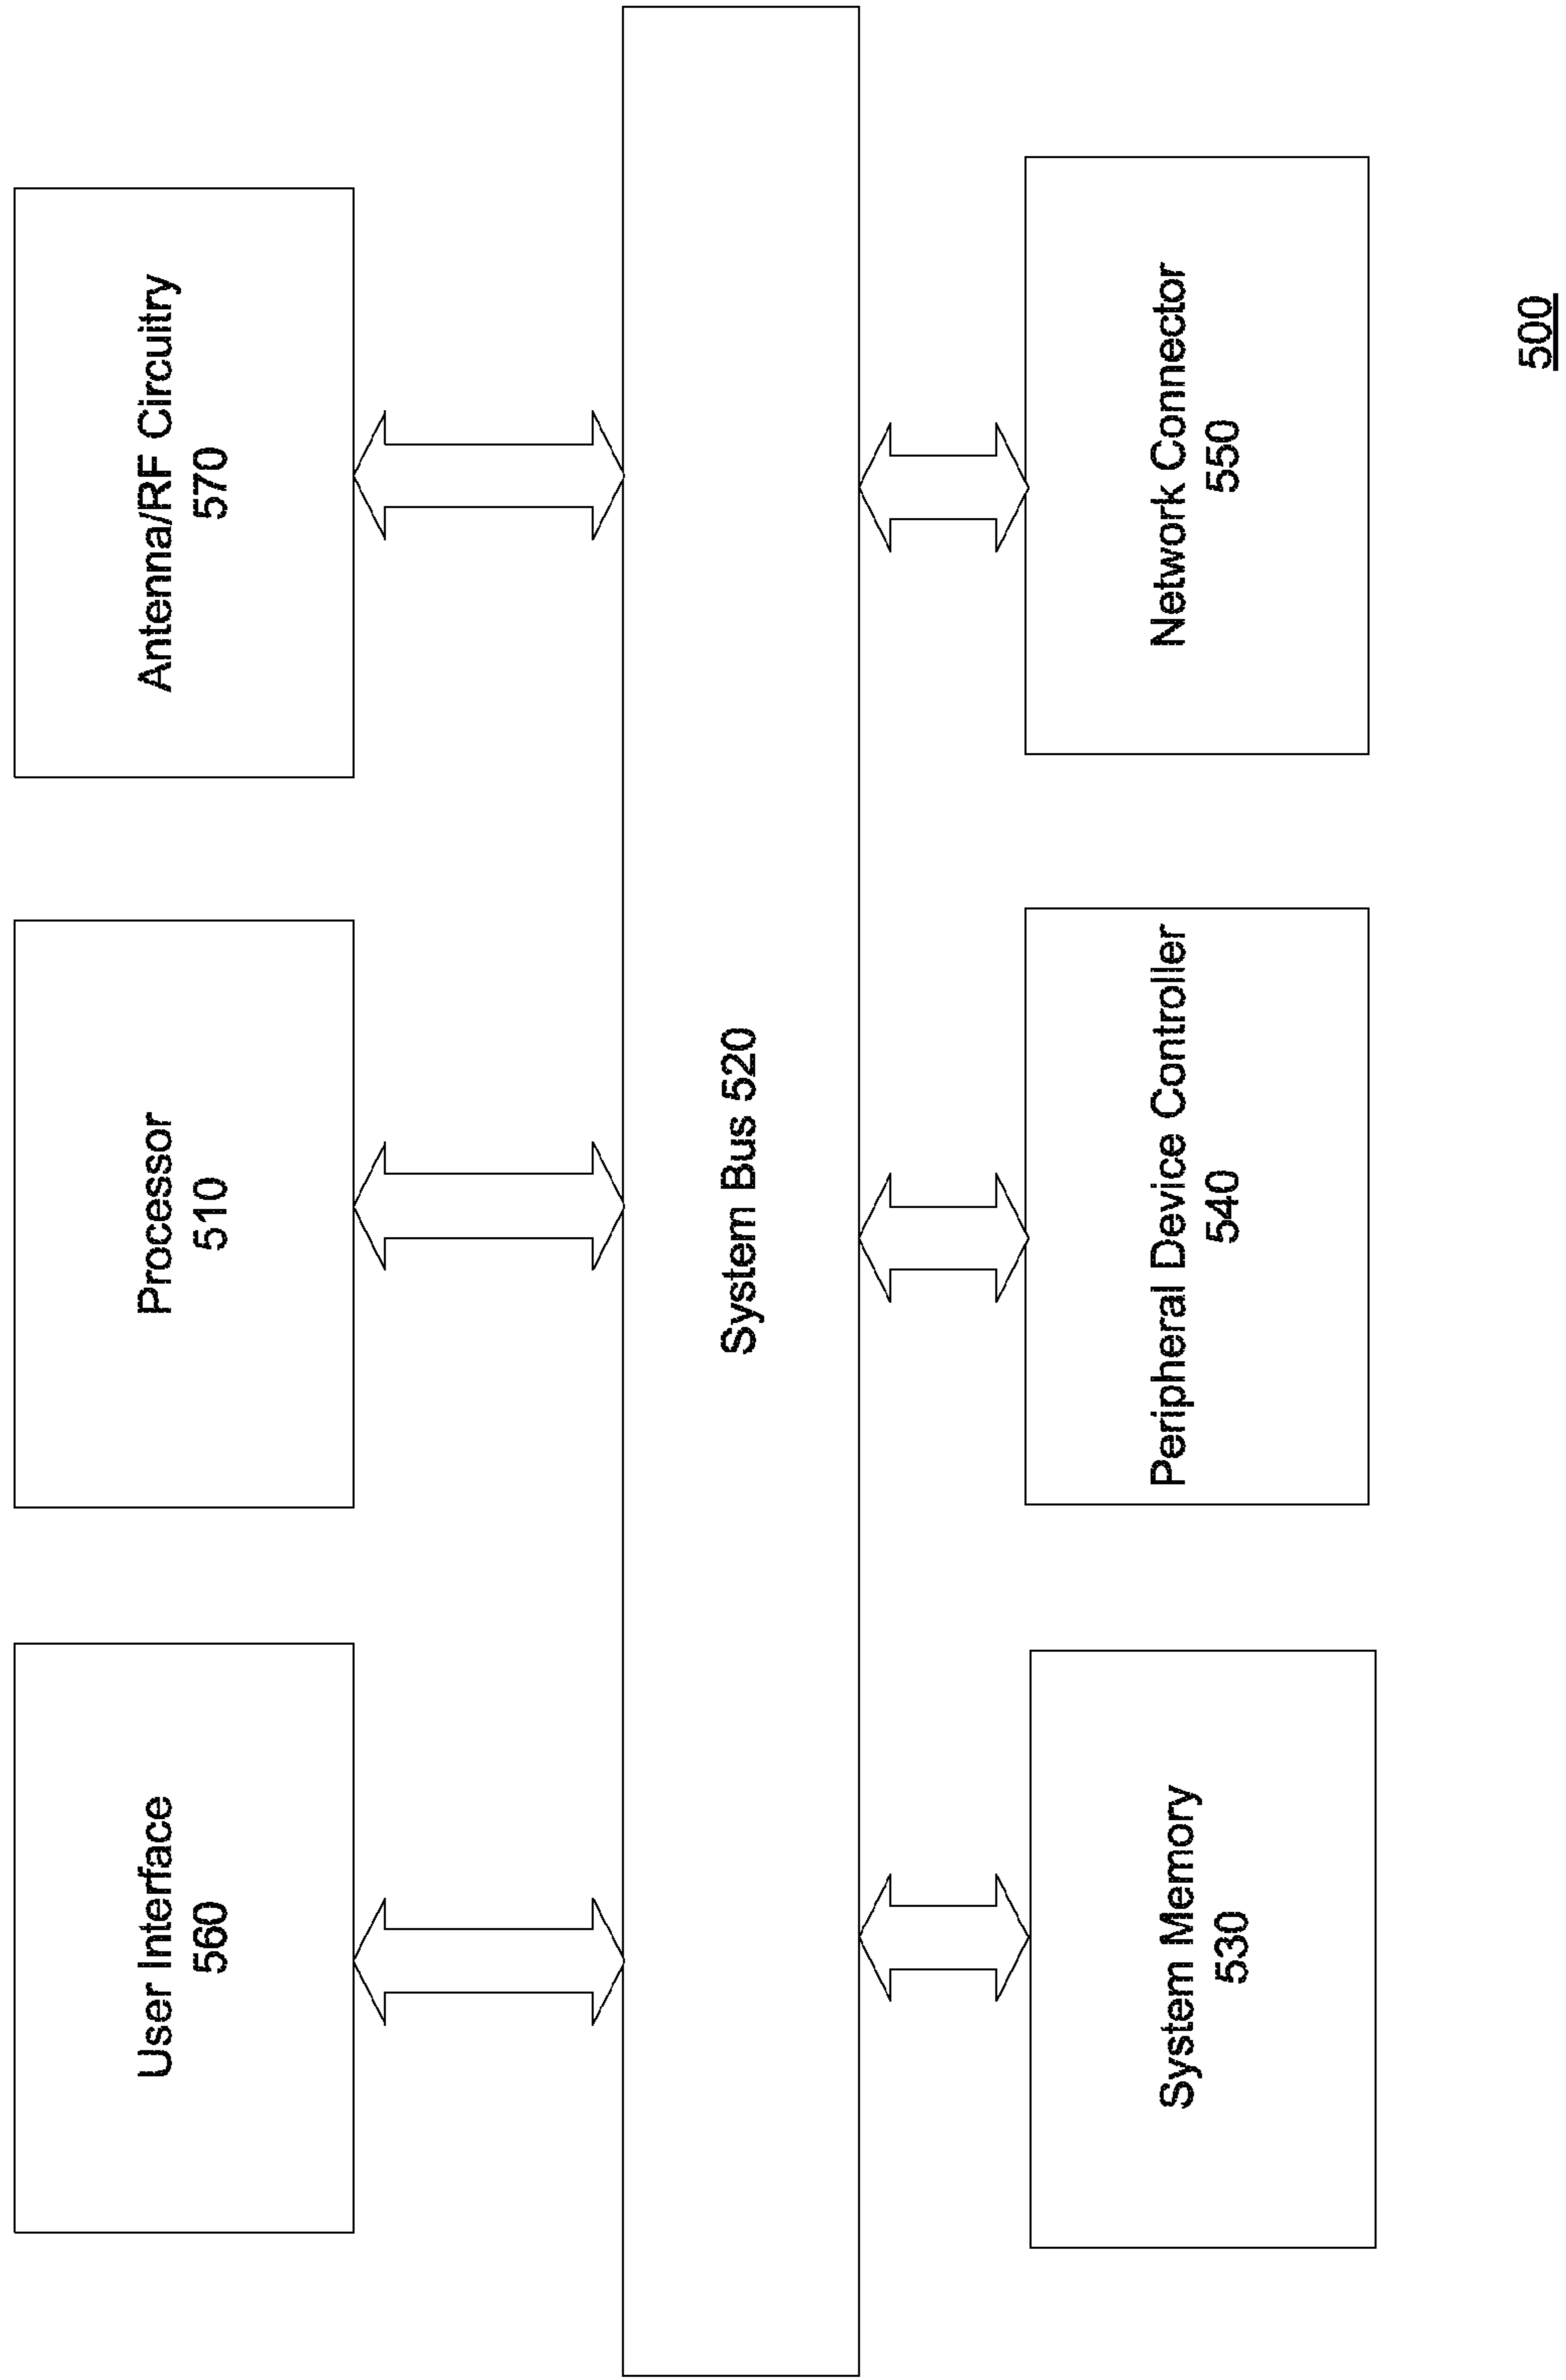 User Interface
560
Processor
510
Antenna/RF Circuitry
570
System Bus 520
System Memory
530
Peripheral Device Controller
540
Network Connector
550
500